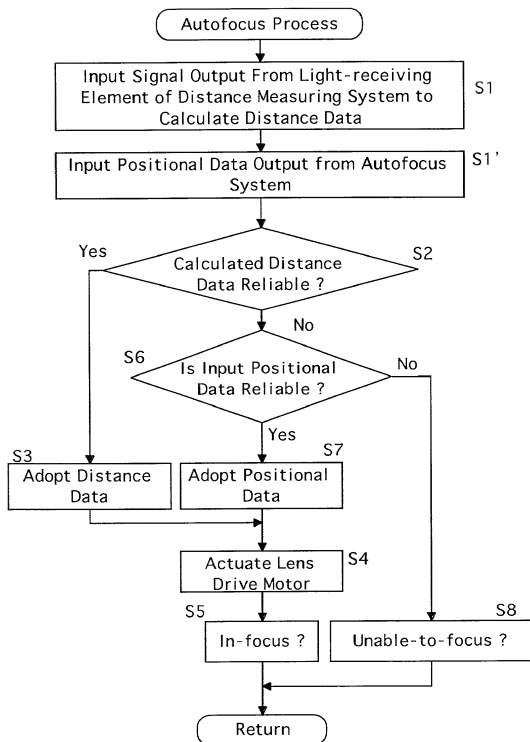 Autofocus Process
Input Signal Output From Light-receiving
Element of Distance Measuring System to
Calculate Distance Data
S1
Input Positional Data Output from Autofocus
System
S1'
Yes
S2
Calculated Distance
Data Reliable ?
No
S6
Is Input Positional
Data Reliable ?
No
Yes
S3
S7
Adopt Distance
Data
Adopt Positional
Data
S4
Actuate Lens
Drive Motor
S5
S8
In-focus ?
Unable-to-focus ?
Return